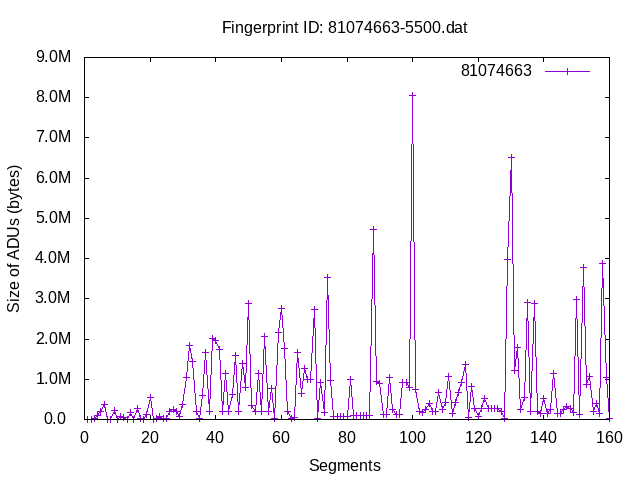 Fingerprint ID: 81074663-5500.dat
81074663
Size of ADUs (bytes)
9.0M
8.0M
7.0M
6.0M
5.0M
4.0M
3.0M
2.0M
1.0M
0.0
0 20 40 60 80 100 120 140 160
Segments